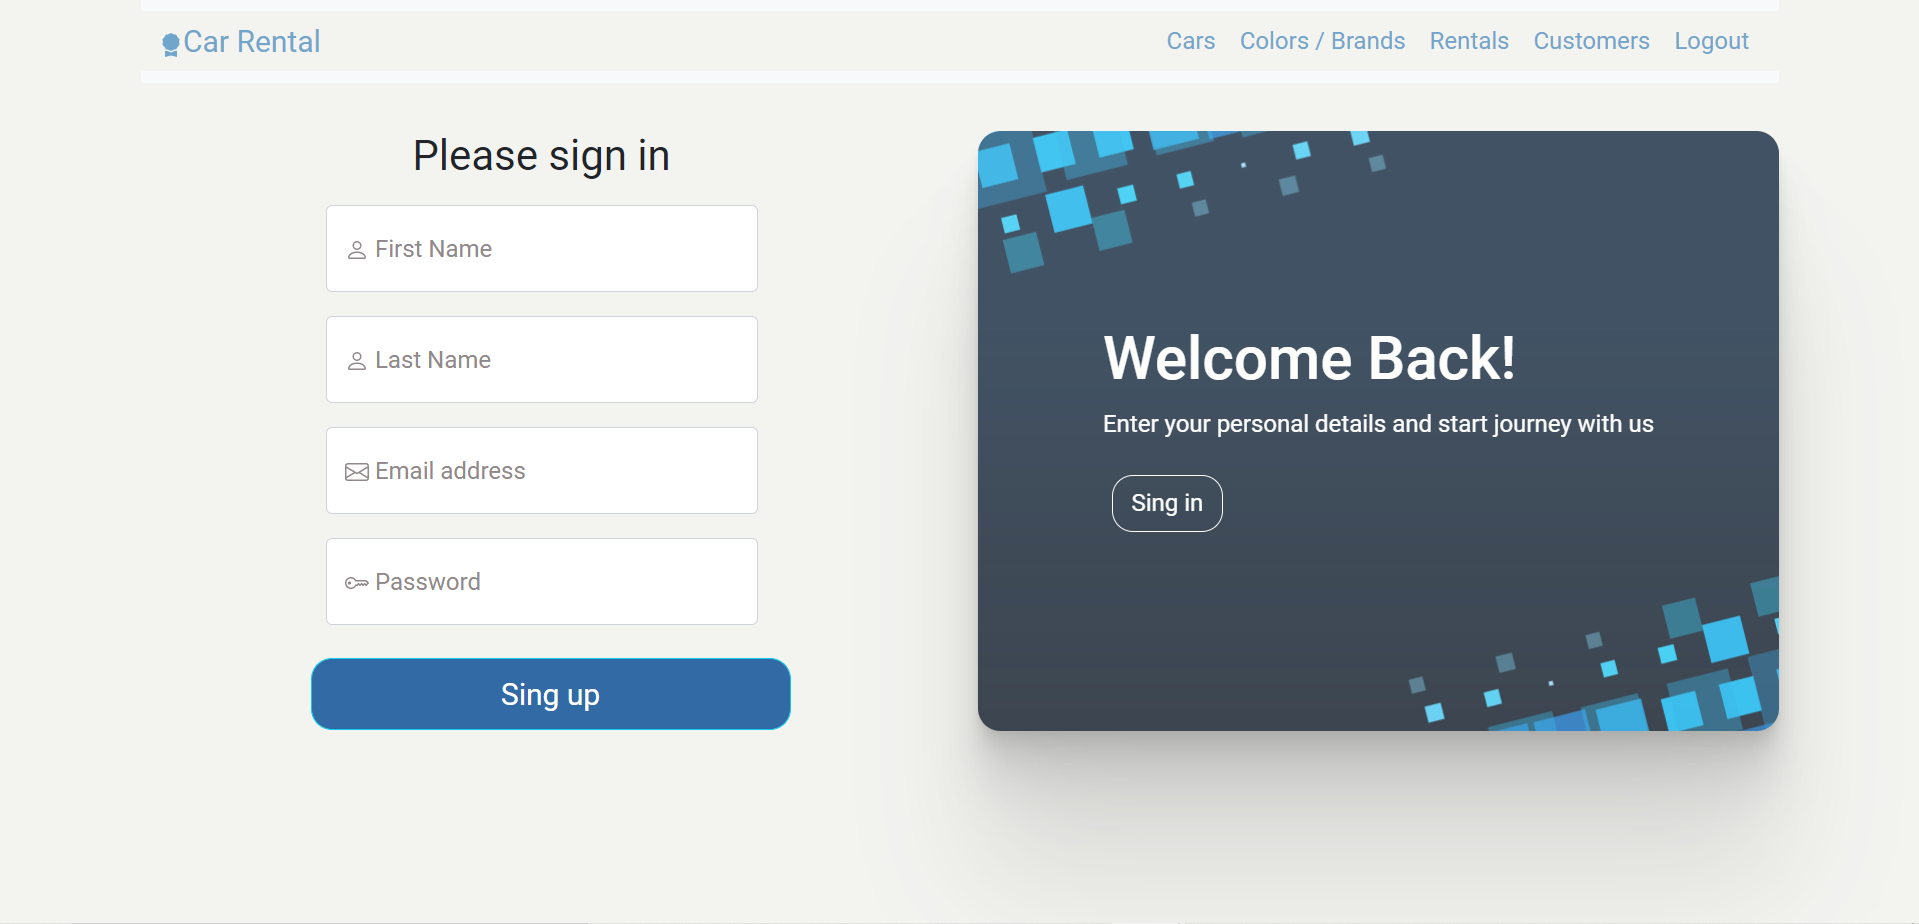 Car Rental
Cars Colors / Brands Rentals Customers Logout
Please sign in
First Name
Last Name
Email address
Password
Sing up
Welcome Back!
Enter your personal details and start journey with us
Sing in